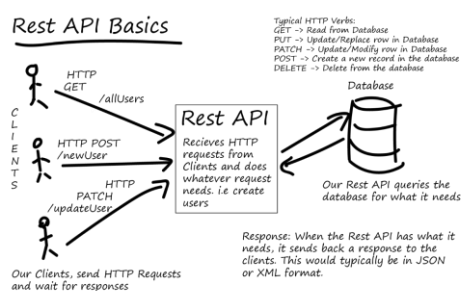 Rest API Basics
Typical HTTP Verbs:
GET -> Read from Database
PUT -> Update/Replace row in Database
PATCH -> Update/Modify row in Database
POST -> Create a new record in the database
DELETE -> Delete from the database
CLIENTS
HTTP
GET
/allUsers
HTTP POST
/newUser
HTTP
PATCH
/updateUser
Rest API
Recieves HTTP
requests from
Clients and does
whatever request
needs. i.e create
users
Database
Our Rest API queries the
database for what it needs
Response: When the Rest API has what it
needs, it sends back a response to the
clients. This would typically be in JSON
or XML format.
Our Clients, send HTTP Requests
and wait for responses